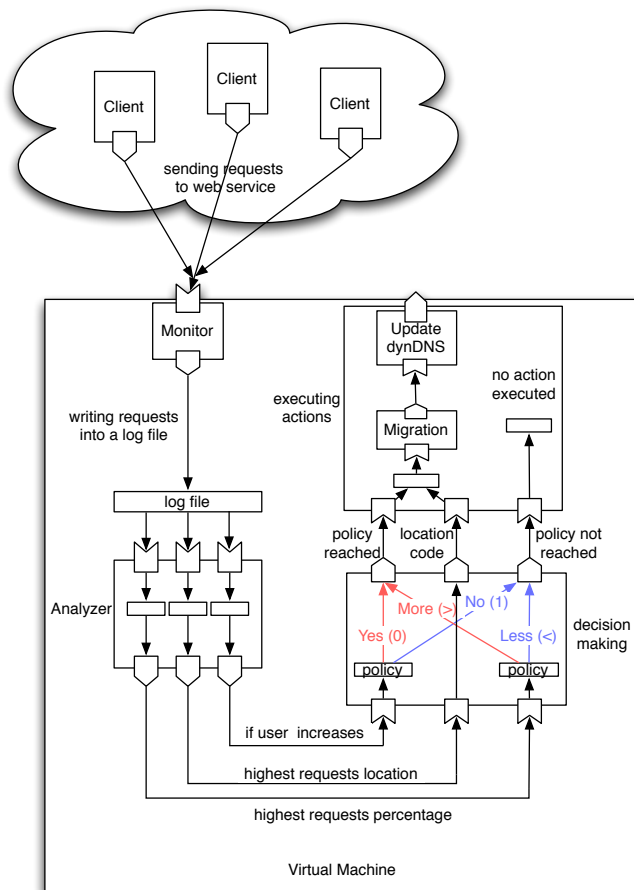 Client
Client
Client
sending requests
to web service
Monitor
Update
dynDNS
no action
executed
executing
actions
writing requests
into a log file
Migration
log file
policy
reached
location
code
policy not
reached
Analyzer
More (>)
No (1)
Yes (0)
Less (<)
decision
making
policy
policy
if user increases
highest requests location
highest requests percentage
Virtual Machine